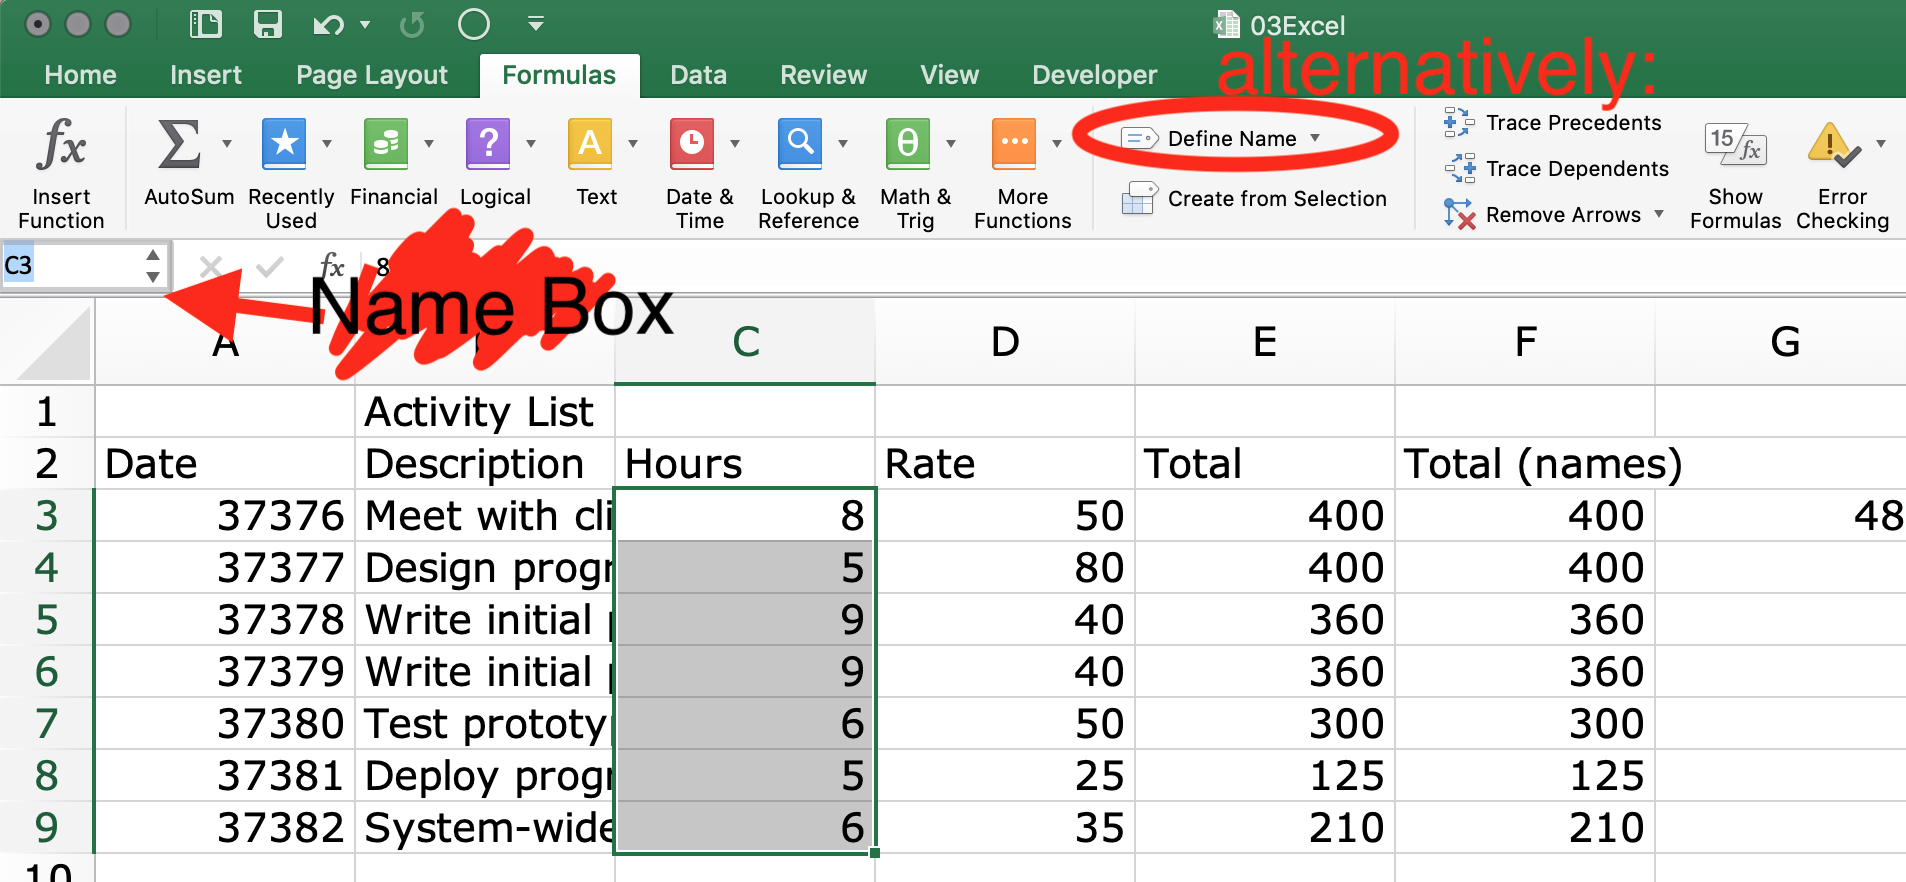 03Excel
Home Insert Page Layout Formulas Data Review View Developer
alternatively:
Insert Function
AutoSum
Recently Used
Financial
Logical
Text
Date & Time
Lookup & Reference
Math & Trig
More Functions
Define Name
Create from Selection
Trace Precedents
Trace Dependents
Remove Arrows
Show Formulas
Error Checking
C3 fx 8
Name Box
A C D E F G
1 Activity List
2 Date Description Hours Rate Total Total (names)
3 37376 Meet with cli 8 50 400 400 48
4 37377 Design progr 5 80 400 400
5 37378 Write initial p 9 40 360 360
6 37379 Write initial p 9 40 360 360
7 37380 Test prototyp 6 50 300 300
8 37381 Deploy progr 5 25 125 125
9 37382 System-wide 6 35 210 210
10